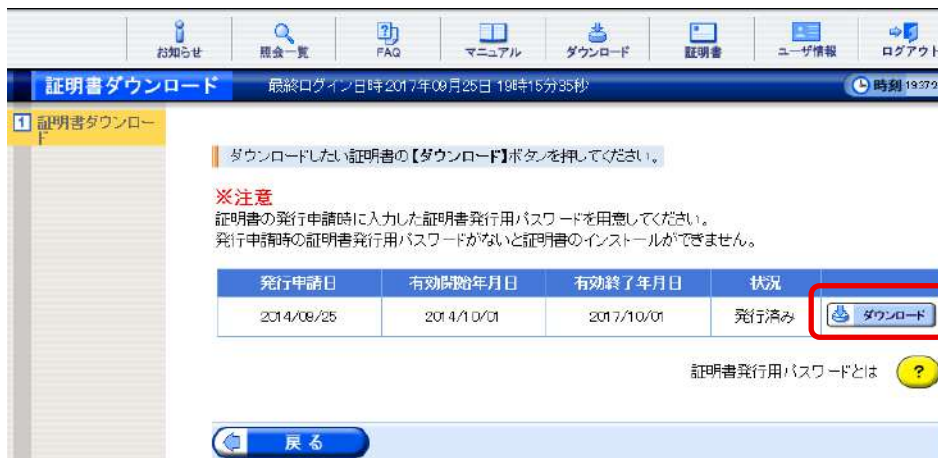 お知らせ
照会一覧
FAQ
マニュアル
ダウンロード
証明書
ユーザ情報
ログアウト
証明書ダウンロード
最終ログイン日時2017年09月25日 19時15分35秒
時刻 19372
1 証明書ダウンロー
ド
ダウンロードしたい証明書の【ダウンロード】ボタンを押してください。
※注意
証明書の発行申請時に入力した証明書発行用パスワードを用意してください。
発行申請時の証明書発行用パスワードがないと証明書のインストールができません。
発行申請日 有効開始年月日 有効終了年月日 状況
2014/09/25 2014/10/01 2017/10/01 発行済み ダウンロード
証明書発行用パスワードとは ?
戻る